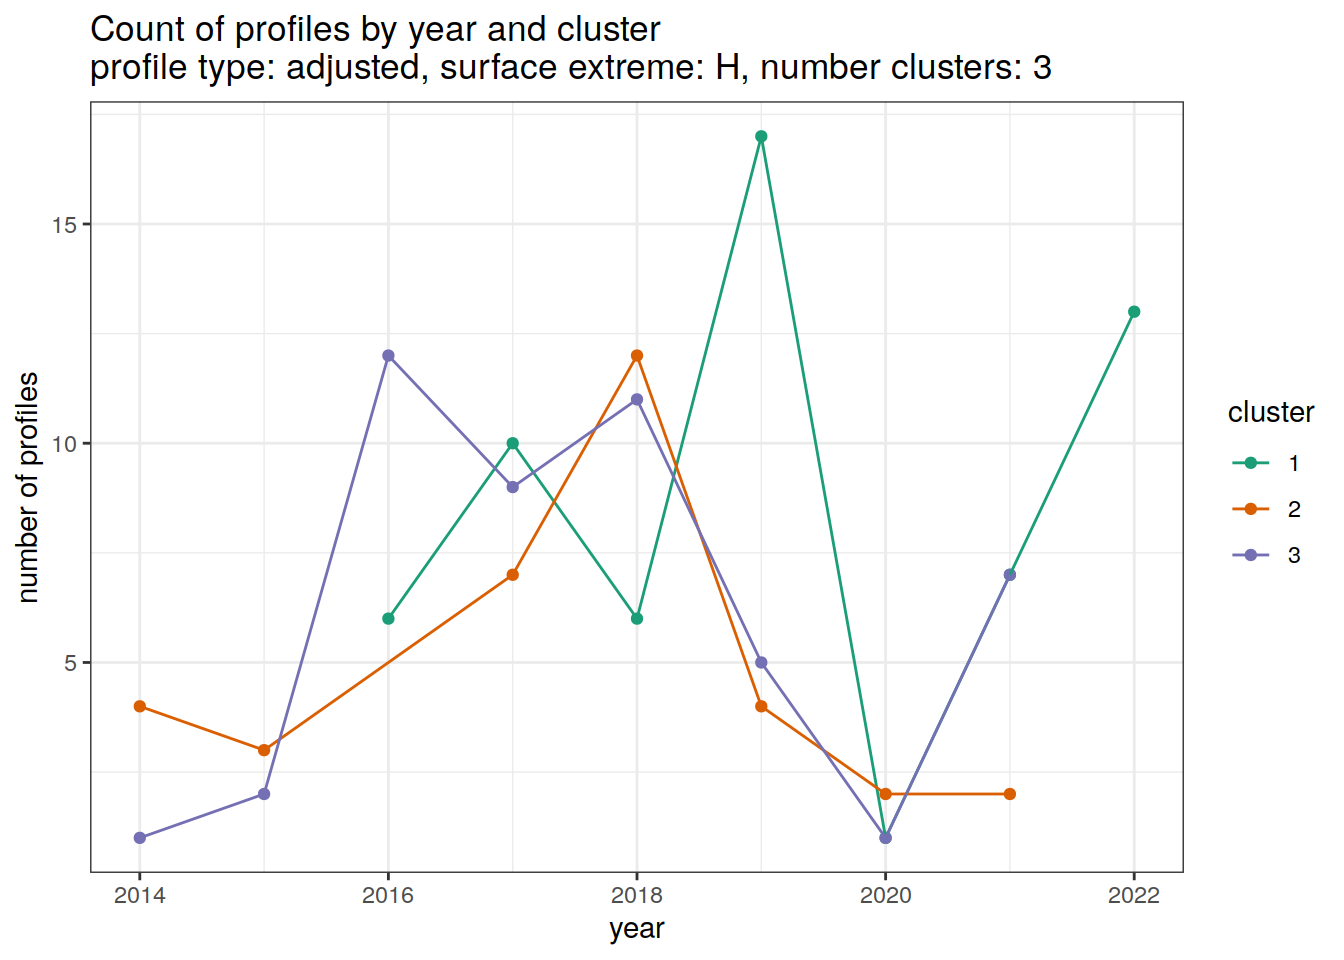 Count of profiles by year and cluster
profile type: adjusted, surface extreme: H, number clusters: 3
number of profiles
15
10
5
2014
2016
2018
2020
2022
year
cluster
1
2
3